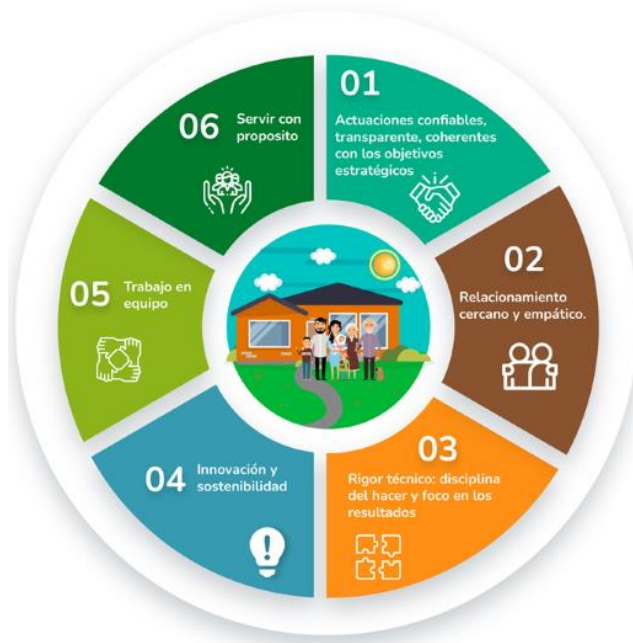 01
Actuaciones confiables,
transparente, coherentes
con los objetivos
estratégicos
02
Relacionamiento
cercano y empático.
03
Rigor técnico: disciplina
del hacer y foco en los
resultados
04
Innovación y
sostenibilidad
05
Trabajo en
equipo
06
Servir con
proposito